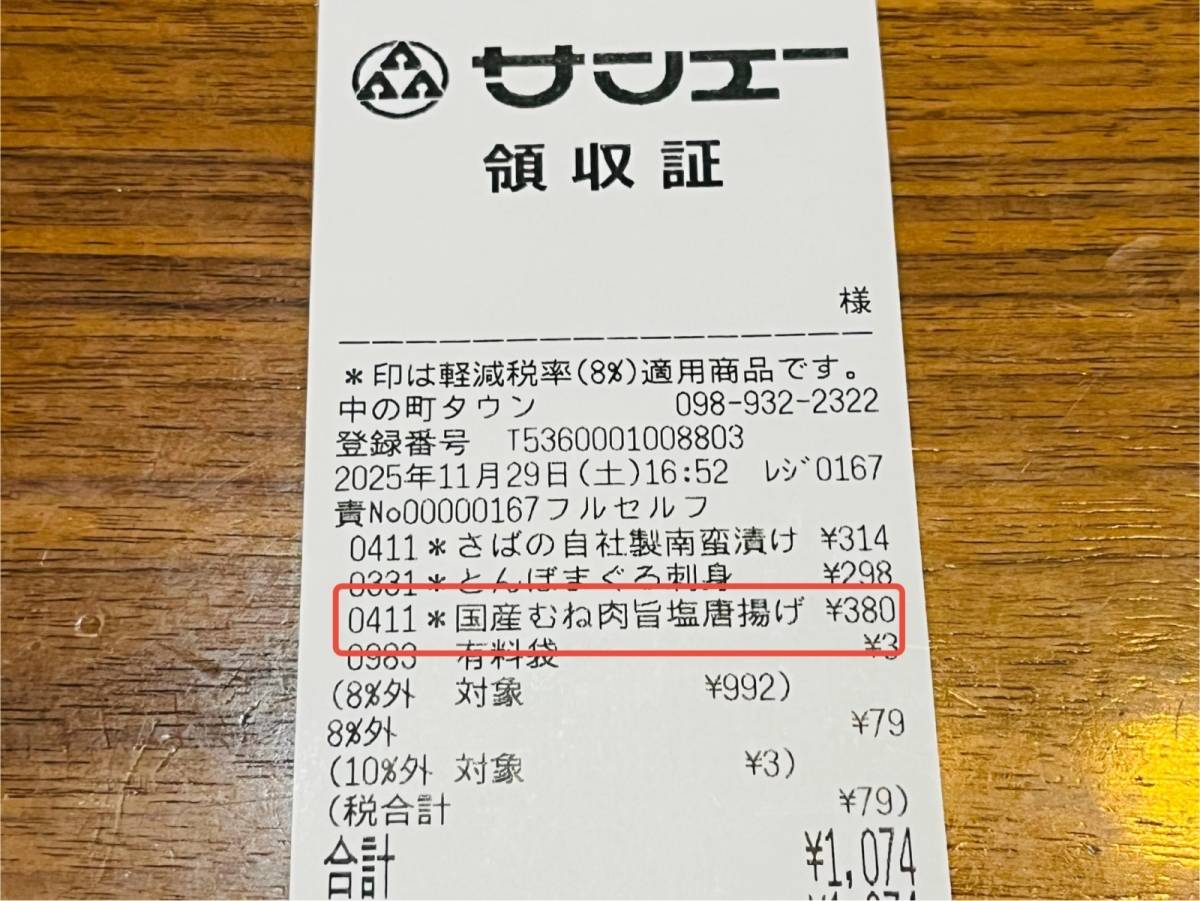 サンエー
領収証
様
＊印は軽減税率(8%)適用商品です。
中の町タウン 098-932-2322
登録番号 T5360001008803
2025年11月29日(土)16:52 ﾚｼﾞ0167
責No00000167フルセルフ
0411＊さばの自社製南蛮漬け ¥314
0331＊とんぼまぐろ刺身 ¥298
0411＊国産むね肉旨塩唐揚げ ¥380
0983 有料袋 ¥3
(8%外 対象 ¥992)
8%外 ¥79
(10%外 対象 ¥3)
(税合計 ¥79)
合計 ¥1,074